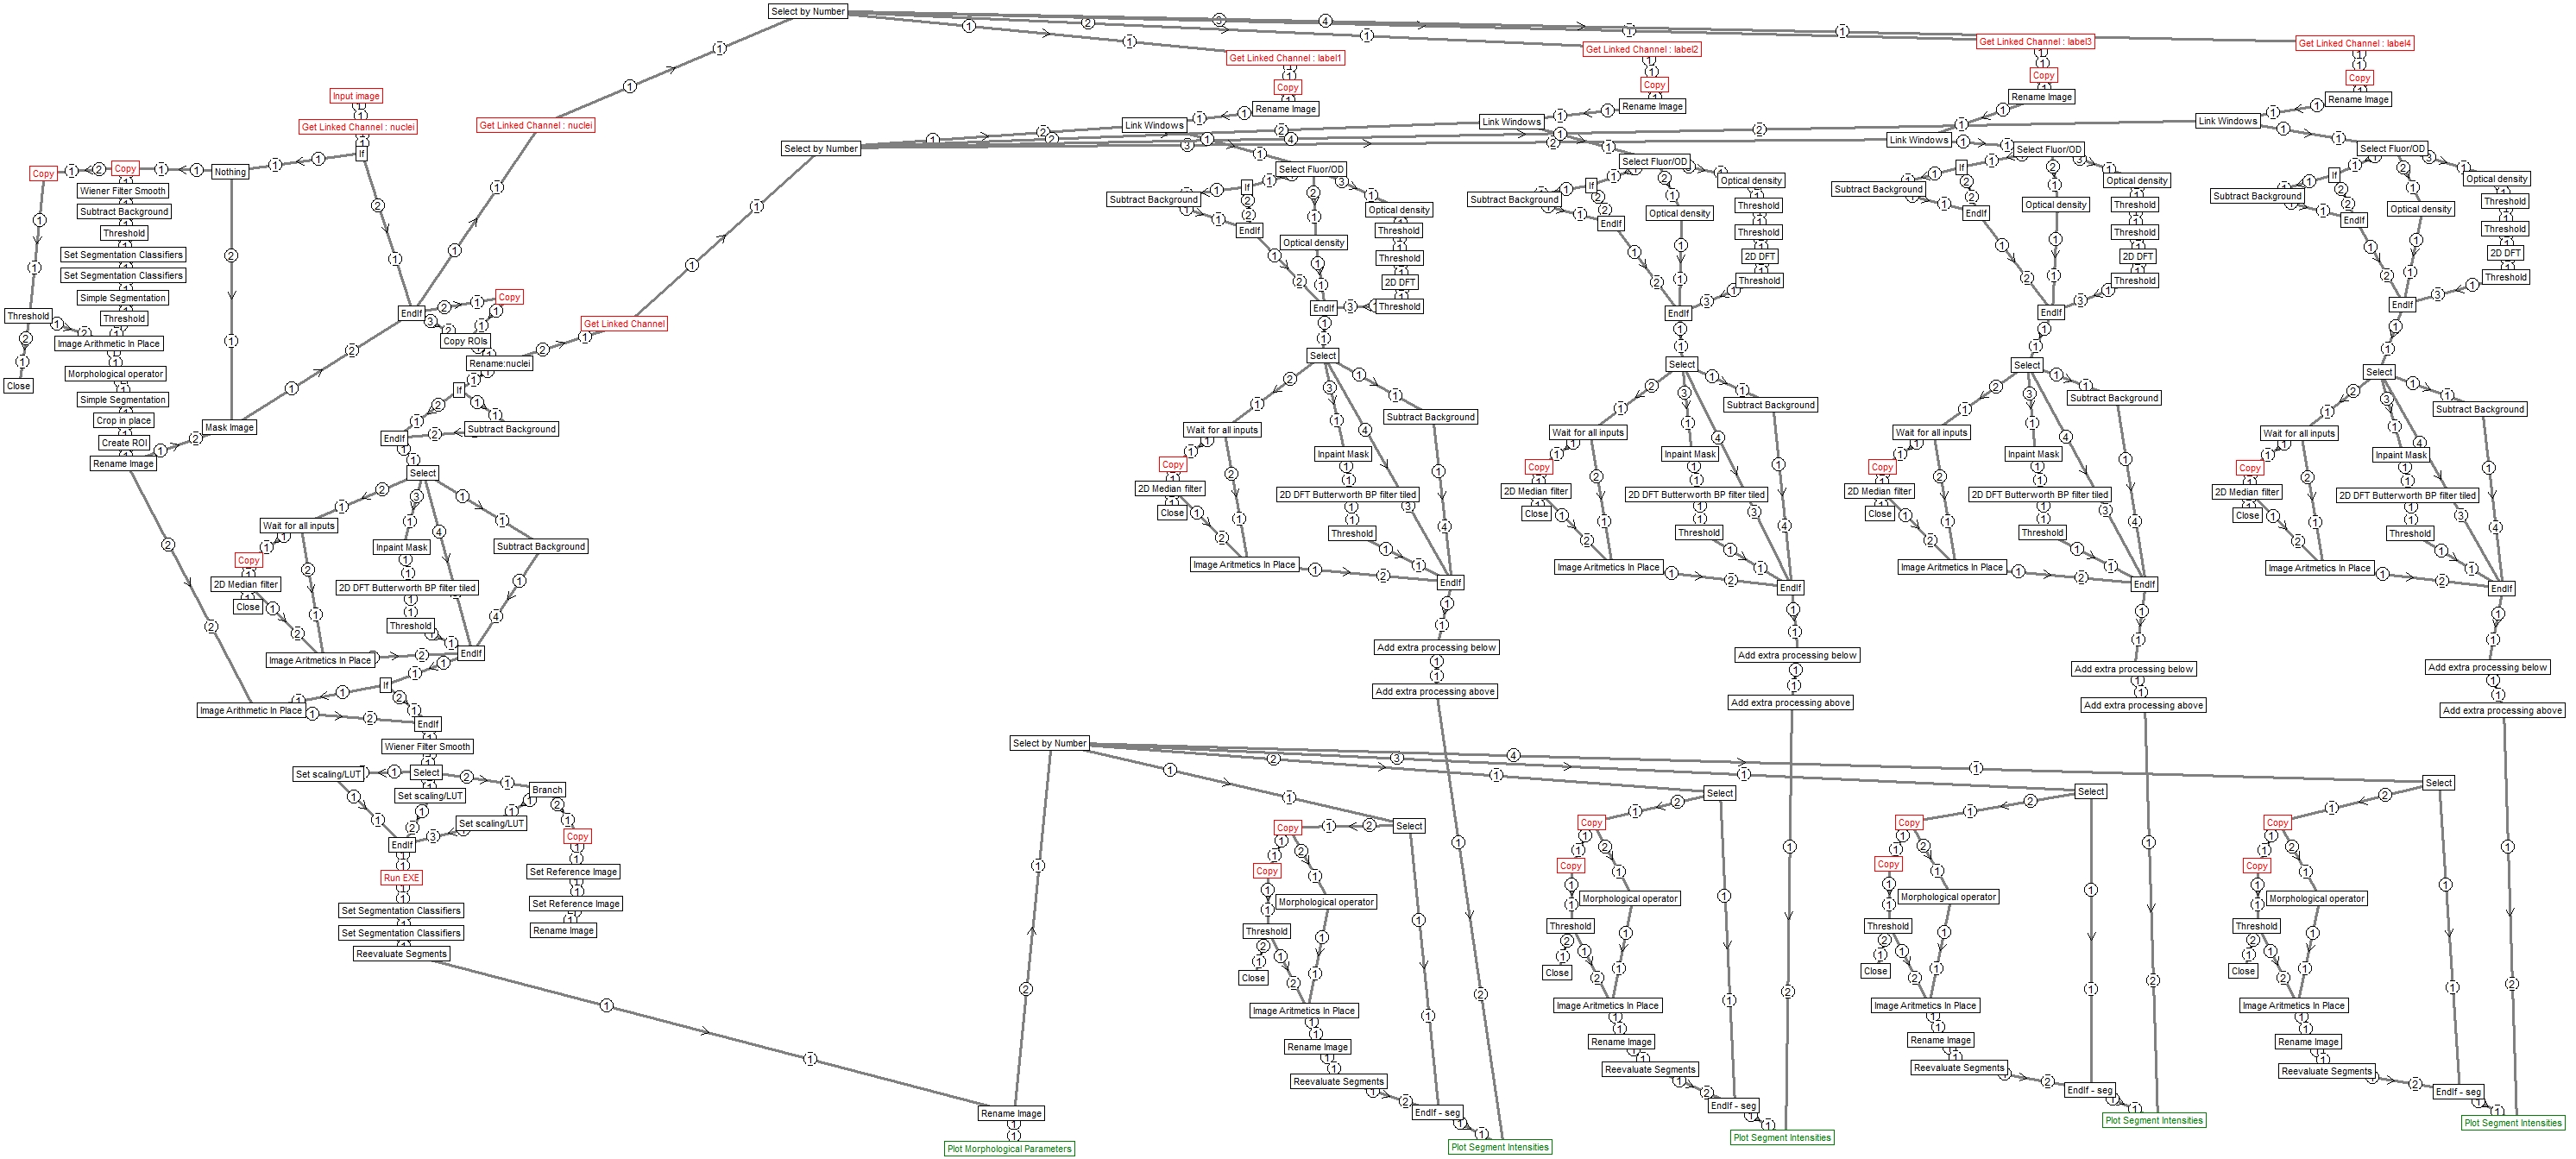 Select by Number
Get Linked Channel : label1
Get Linked Channel : label2
Get Linked Channel : label3
Get Linked Channel : label4
Copy
Copy
Copy
Copy
Rename Image
Rename Image
Rename Image
Rename Image
Input image
Get Linked Channel : nuclei
Get Linked Channel : nuclei
If
Nothing
Copy
Copy
Wiener Filter Smooth
Subtract Background
Threshold
Set Segmentation Classifiers
Set Segmentation Classifiers
Simple Segmentation
Threshold
Threshold
Image Arithmetic In Place
Close
Morphological operator
Simple Segmentation
Crop in place
Create ROI
Rename Image
Mask Image
EndIf
Copy
Copy ROIs
Rename:nuclei
Get Linked Channel
Select by Number
If
Subtract Background
EndIf
Select
Wait for all inputs
Copy
2D Median filter
Close
Inpaint Mask
2D DFT Butterworth BP filter tiled
Threshold
Subtract Background
Image Aritmetics In Place
EndIf
If
Image Arithmetic In Place
EndIf
Wiener Filter Smooth
Select
Set scaling/LUT
Set scaling/LUT
Branch
Set scaling/LUT
EndIf
Copy
Run EXE
Set Reference Image
Set Reference Image
Rename Image
Set Segmentation Classifiers
Set Segmentation Classifiers
Reevaluate Segments
Rename Image
Plot Morphological Parameters
Link Windows
Select Fluor/OD
If
Subtract Background
EndIf
Optical density
Optical density
Threshold
Threshold
2D DFT
Threshold
EndIf
Select
Subtract Background
Wait for all inputs
Copy
2D Median filter
Close
Inpaint Mask
2D DFT Butterworth BP filter tiled
Threshold
Image Aritmetics In Place
EndIf
Add extra processing below
Add extra processing above
Link Windows
Select Fluor/OD
If
Subtract Background
EndIf
Optical density
Optical density
Threshold
Threshold
2D DFT
Threshold
EndIf
Select
Subtract Background
Wait for all inputs
Copy
2D Median filter
Close
Inpaint Mask
2D DFT Butterworth BP filter tiled
Threshold
Image Aritmetics In Place
EndIf
Add extra processing below
Add extra processing above
Link Windows
Select Fluor/OD
If
Subtract Background
EndIf
Optical density
Optical density
Threshold
Threshold
2D DFT
Threshold
EndIf
Select
Subtract Background
Wait for all inputs
Copy
2D Median filter
Close
Inpaint Mask
2D DFT Butterworth BP filter tiled
Threshold
Image Aritmetics In Place
EndIf
Add extra processing below
Add extra processing above
Link Windows
Select Fluor/OD
If
Subtract Background
EndIf
Optical density
Optical density
Threshold
Threshold
2D DFT
Threshold
EndIf
Select
Subtract Background
Wait for all inputs
Copy
2D Median filter
Close
Inpaint Mask
2D DFT Butterworth BP filter tiled
Threshold
Image Aritmetics In Place
EndIf
Add extra processing below
Add extra processing above
Select by Number
Select
Copy
Copy
Morphological operator
Threshold
Close
Image Aritmetics In Place
Rename Image
Reevaluate Segments
EndIf - seg
Plot Segment Intensities
Select
Copy
Copy
Morphological operator
Threshold
Close
Image Aritmetics In Place
Rename Image
Reevaluate Segments
EndIf - seg
Plot Segment Intensities
Select
Copy
Copy
Morphological operator
Threshold
Close
Image Aritmetics In Place
Rename Image
Reevaluate Segments
EndIf - seg
Plot Segment Intensities
Select
Copy
Copy
Morphological operator
Threshold
Close
Image Aritmetics In Place
Rename Image
Reevaluate Segments
EndIf - seg
Plot Segment Intensities